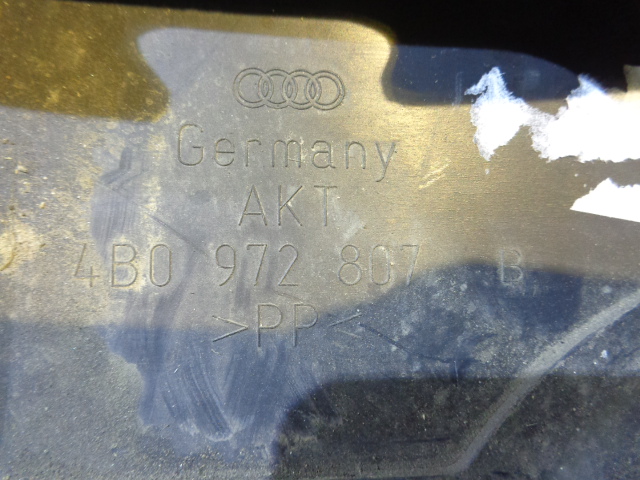 Germany
AKT
4B0 972 807 B
>PP<